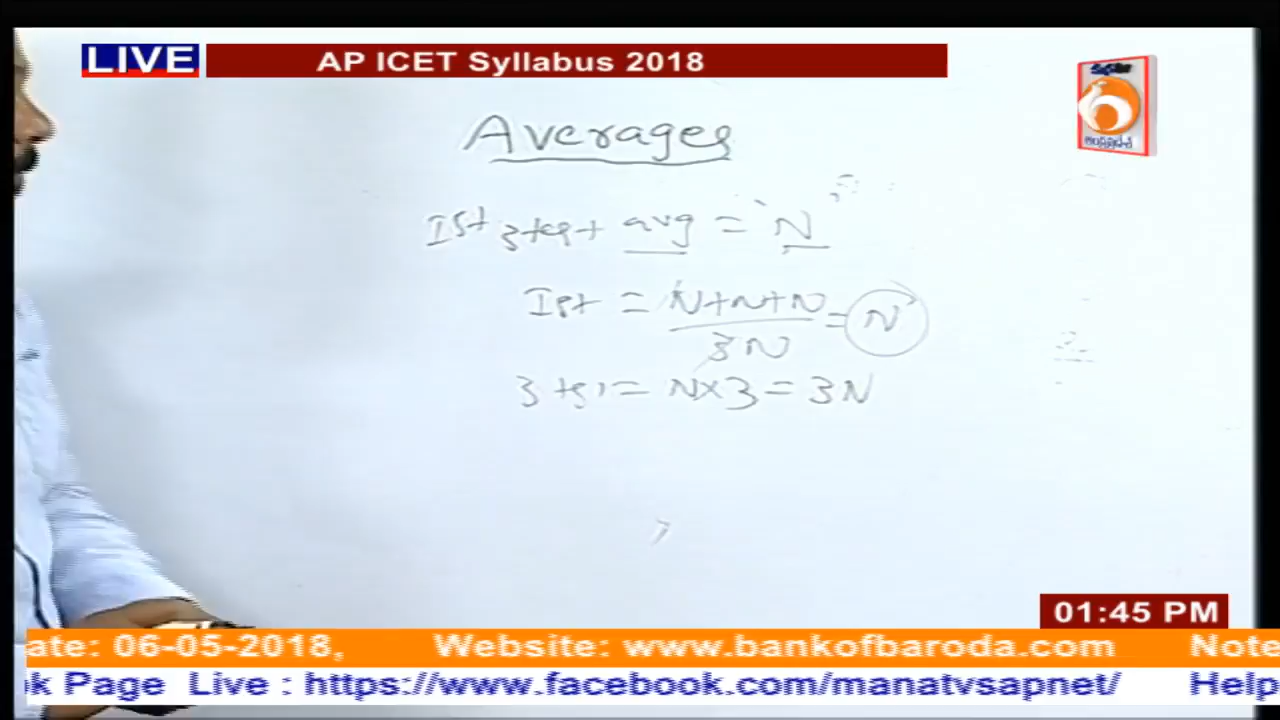 LIVE
AP ICET Syllabus 2018
Averages
Ist 3 test avg = N
Ist = N+N+N/3N = N
= N×3 = 3N
01:45 PM
ate: 06-05-2018, Website: www.bankofbaroda.com Note
k Page Live : https://www.facebook.com/manatvsapnet/ Help